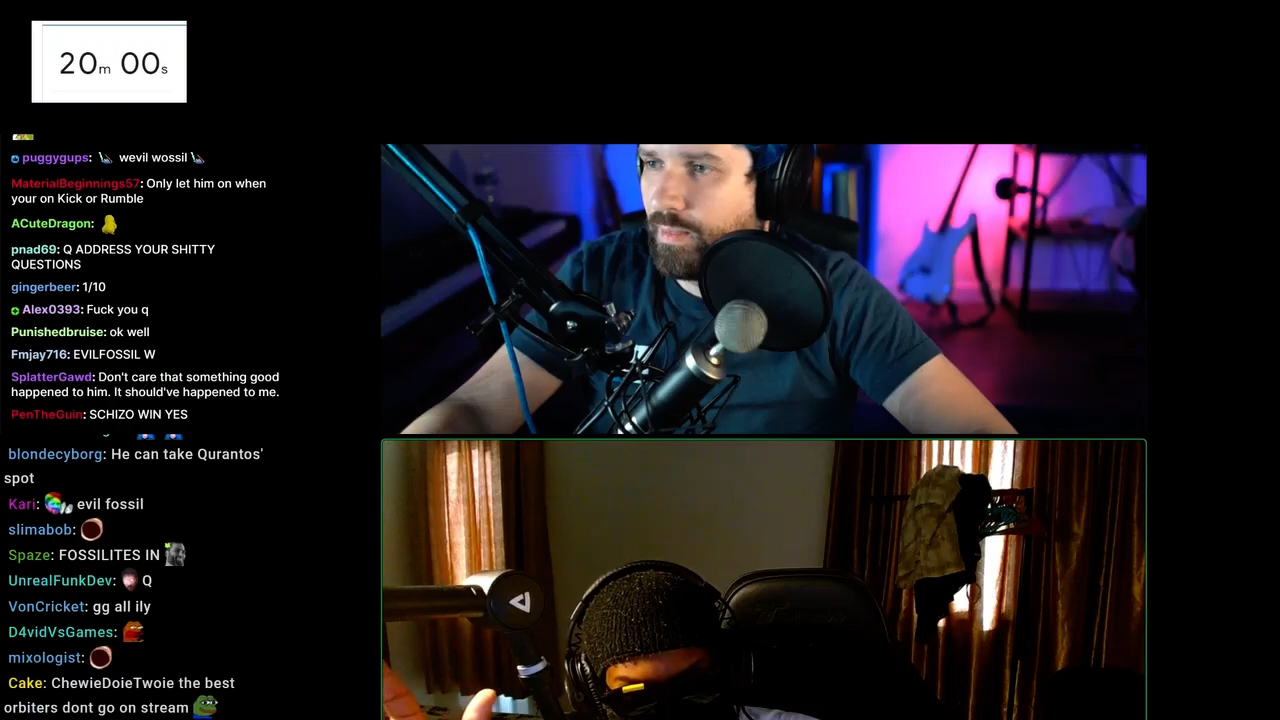 20m 00s
puggygups: wevil wossil
MaterialBeginnings57: Only let him on when
your on Kick or Rumble
ACuteDragon:
pnad69: Q ADDRESS YOUR SHITTY
QUESTIONS
gingerbeer: 1/10
Alex0393: Fuck you q
Punishedbruise: ok well
Fmjay716: EVILFOSSIL W
SplatterGawd: Don't care that something good
happened to him. It should've happened to me.
PenTheGuin: SCHIZO WIN YES
blondecyborg: He can take Qurantos'
spot
Kari: evil fossil
slimabob:
Spaze: FOSSILITES IN
UnrealFunkDev: Q
VonCricket: gg all ily
D4vidVsGames:
mixologist:
Cake: ChewieDoieTwoie the best
orbiters dont go on stream